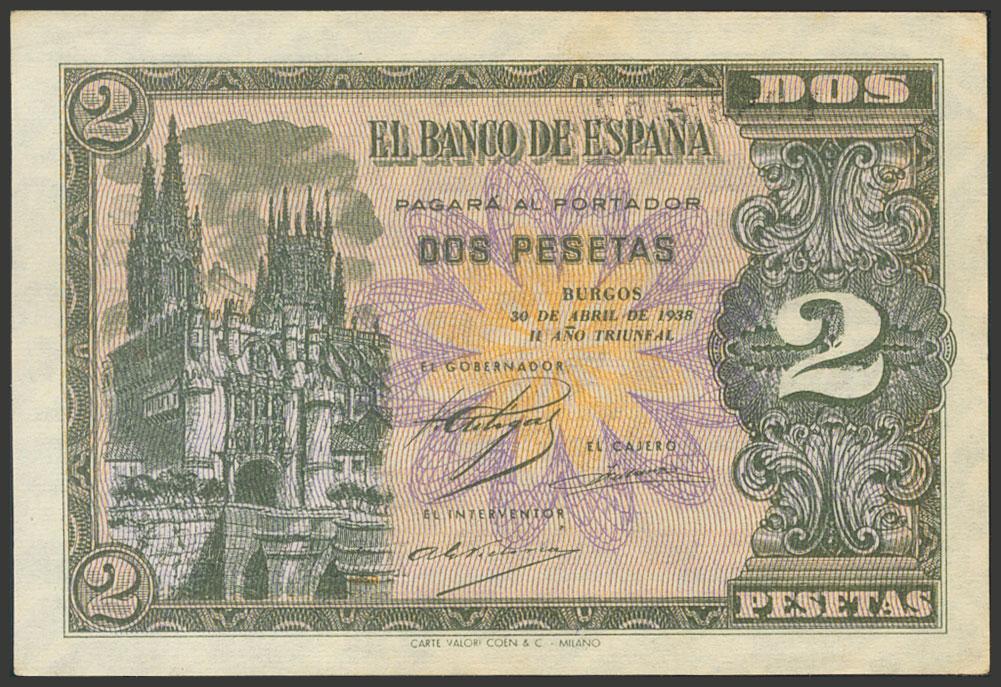 2
DOS
EL BANCO DE ESPAÑA
PAGARÁ AL PORTADOR
DOS PESETAS
BURGOS
30 DE ABRIL DE 1938
II AÑO TRIUNFAL
EL GOBERNADOR
2
EL CAJERO
EL INTERVENTOR
2
PESETAS
CARTE VALORI COEN & C. - MILANO